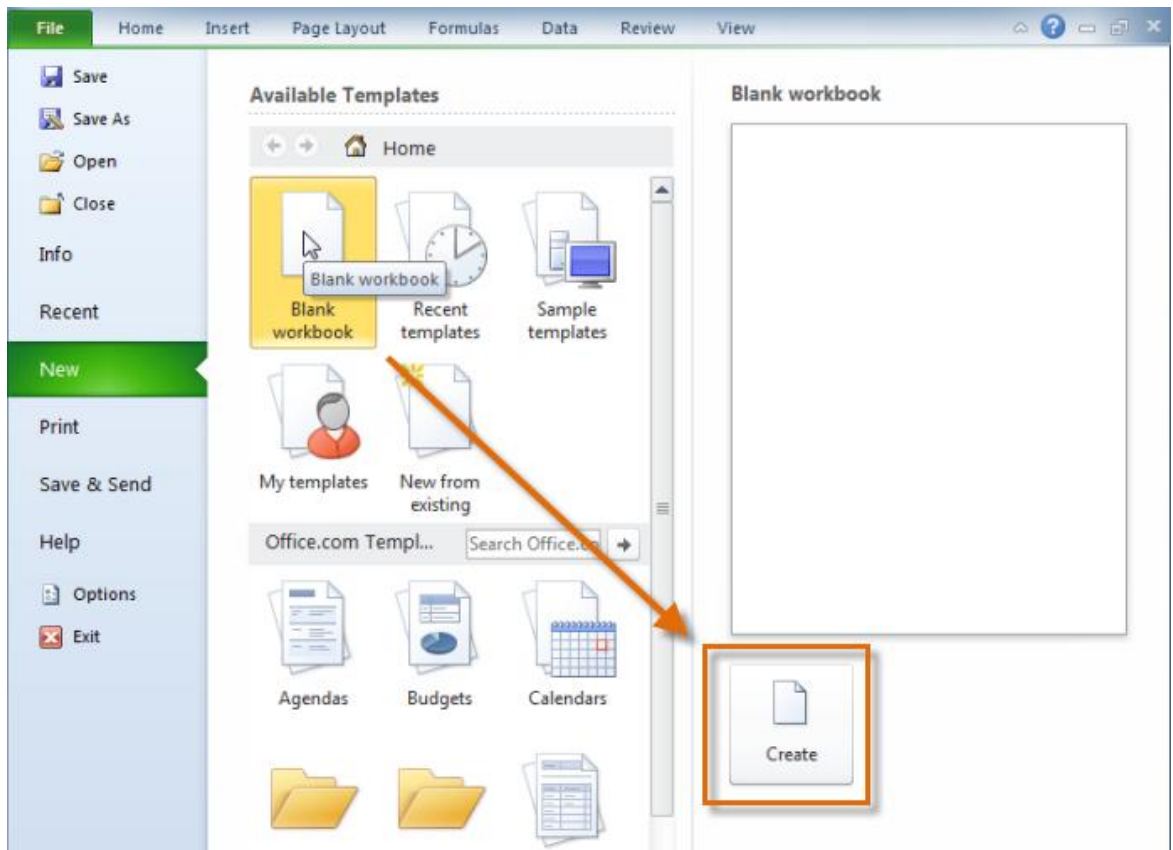 File Home Insert Page Layout Formulas Data Review View
Save
Save As
Open
Close
Info
Recent
New
Print
Save & Send
Help
Options
Exit
Available Templates
Home
Blank workbook
Blank
workbook
Recent
templates
Sample
templates
My templates
New from
existing
Office.com Templ... Search Office.co
Agendas
Budgets
Calendars
Blank workbook
Create